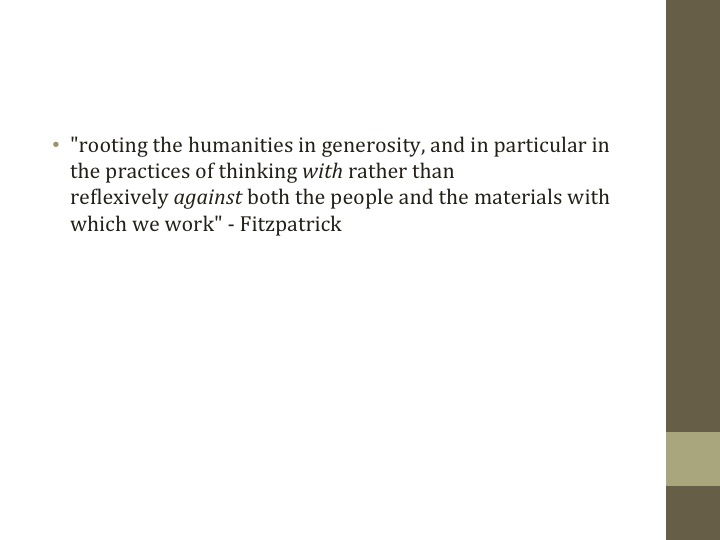 • "rooting the humanities in generosity, and in particular in
the practices of thinking with rather than
reflexively against both the people and the materials with
which we work" - Fitzpatrick